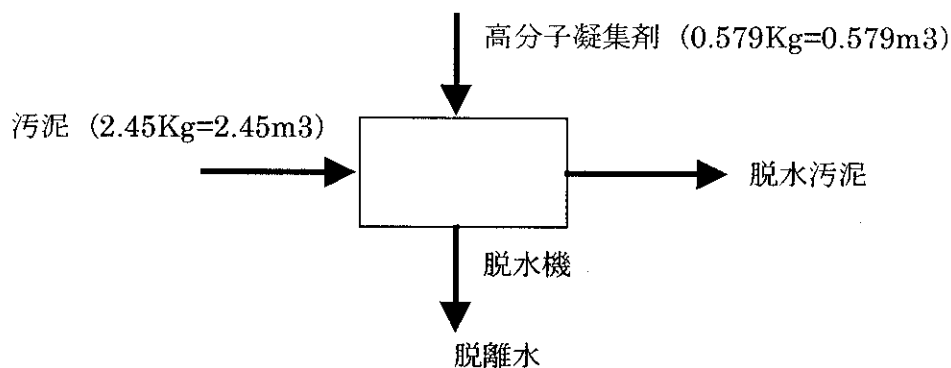 高分子凝集剤 (0.579Kg=0.579m3)
汚泥 (2.45Kg=2.45m3)
脱水汚泥
脱水機
脱離水